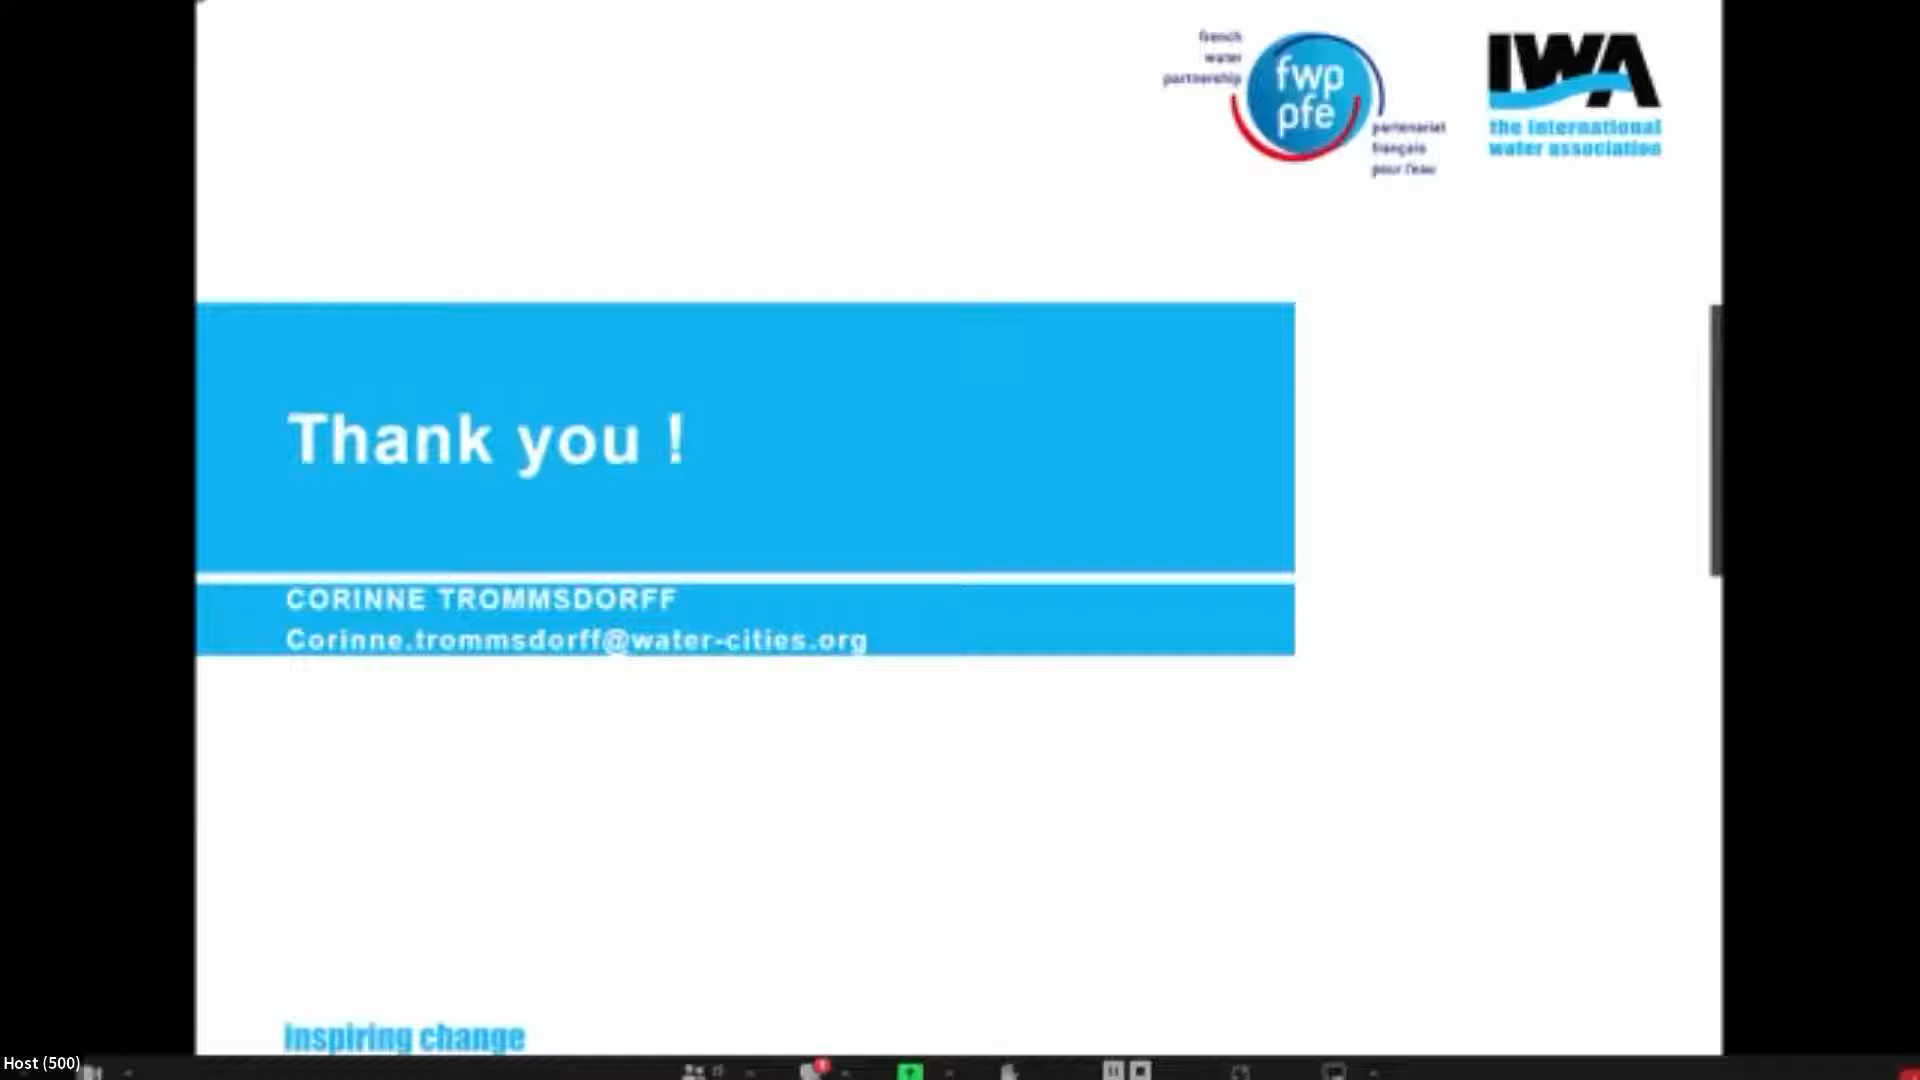 french
water
partnership
fwp
pfe
partenariat
français
pour l'eau
IWA
the international
water association
Thank you !
CORINNE TROMMSDORFF
Corinne.trommsdorff@water-cities.org
inspiring change
Host (500)